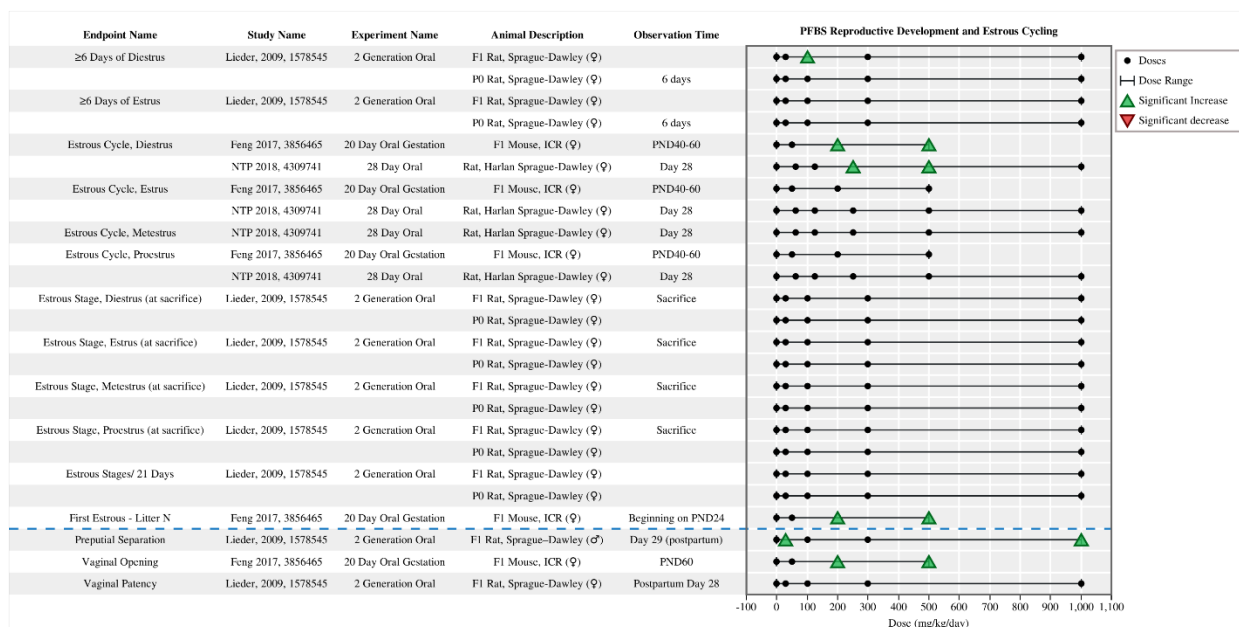 Endpoint Name Study Name Experiment Name Animal Description Observation Time PFBS Reproductive Development and Estrous Cycling
≥6 Days of Diestrus Lieder, 2009, 1578545 2 Generation Oral F1 Rat, Sprague-Dawley (♀)
P0 Rat, Sprague-Dawley (♀) 6 days
≥6 Days of Estrus Lieder, 2009, 1578545 2 Generation Oral F1 Rat, Sprague-Dawley (♀)
P0 Rat, Sprague-Dawley (♀) 6 days
Estrous Cycle, Diestrus Feng 2017, 3856465 20 Day Oral Gestation F1 Mouse, ICR (♀) PND40-60
NTP 2018, 4309741 28 Day Oral Rat, Harlan Sprague-Dawley (♀) Day 28
Estrous Cycle, Estrus Feng 2017, 3856465 20 Day Oral Gestation F1 Mouse, ICR (♀) PND40-60
NTP 2018, 4309741 28 Day Oral Rat, Harlan Sprague-Dawley (♀) Day 28
Estrous Cycle, Metestrus NTP 2018, 4309741 28 Day Oral Rat, Harlan Sprague-Dawley (♀) Day 28
Estrous Cycle, Proestrus Feng 2017, 3856465 20 Day Oral Gestation F1 Mouse, ICR (♀) PND40-60
NTP 2018, 4309741 28 Day Oral Rat, Harlan Sprague-Dawley (♀) Day 28
Estrous Stage, Diestrus (at sacrifice) Lieder, 2009, 1578545 2 Generation Oral F1 Rat, Sprague-Dawley (♀) Sacrifice
P0 Rat, Sprague-Dawley (♀)
Estrous Stage, Estrus (at sacrifice) Lieder, 2009, 1578545 2 Generation Oral F1 Rat, Sprague-Dawley (♀) Sacrifice
P0 Rat, Sprague-Dawley (♀)
Estrous Stage, Metestrus (at sacrifice) Lieder, 2009, 1578545 2 Generation Oral F1 Rat, Sprague-Dawley (♀) Sacrifice
P0 Rat, Sprague-Dawley (♀)
Estrous Stage, Proestrus (at sacrifice) Lieder, 2009, 1578545 2 Generation Oral F1 Rat, Sprague-Dawley (♀) Sacrifice
P0 Rat, Sprague-Dawley (♀)
Estrous Stages/ 21 Days Lieder, 2009, 1578545 2 Generation Oral F1 Rat, Sprague-Dawley (♀)
P0 Rat, Sprague-Dawley (♀)
First Estrous - Litter N Feng 2017, 3856465 20 Day Oral Gestation F1 Mouse, ICR (♀) Beginning on PND24
Preputial Separation Lieder, 2009, 1578545 2 Generation Oral F1 Rat, Sprague–Dawley (♂) Day 29 (postpartum)
Vaginal Opening Feng 2017, 3856465 20 Day Oral Gestation F1 Mouse, ICR (♀) PND60
Vaginal Patency Lieder, 2009, 1578545 2 Generation Oral F1 Rat, Sprague-Dawley (♀) Postpartum Day 28
-100 0 100 200 300 400 500 600 700 800 900 1,000 1,100
Dose (mg/kg/day)
Doses
Dose Range
Significant Increase
Significant decrease